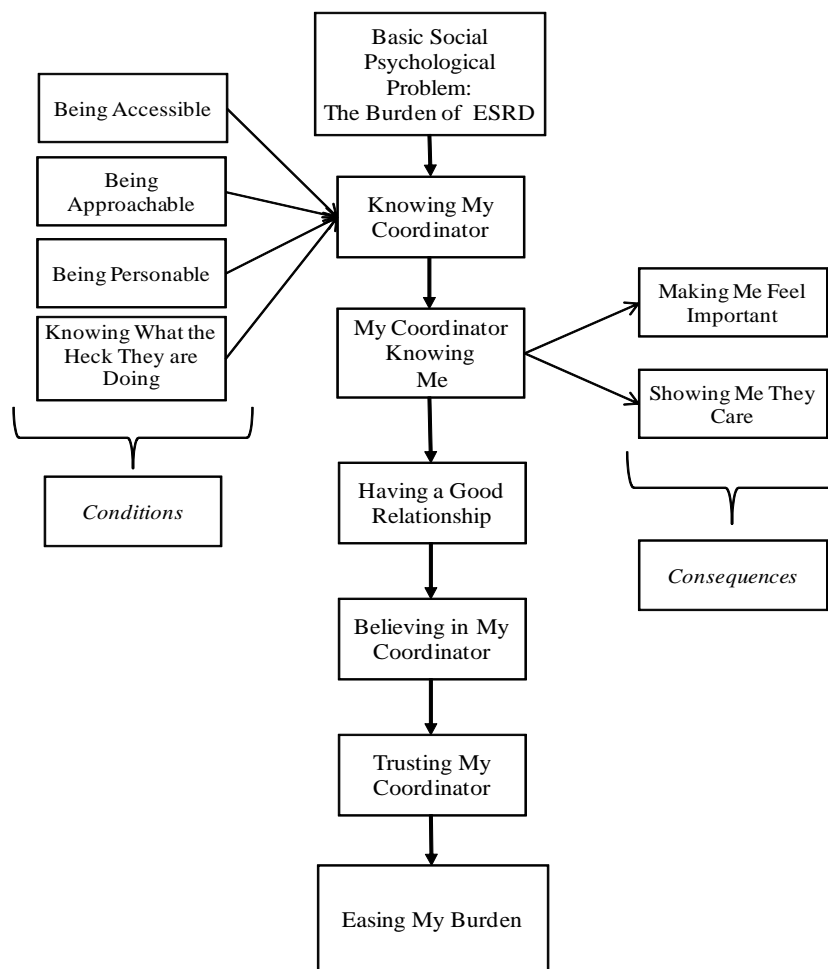 Basic Social
Psychological
Problem:
The Burden of ESRD
Being Accessible
Being
Approachable
Being Personable
Knowing What the
Heck They are
Doing
Conditions
Knowing My
Coordinator
My Coordinator
Knowing
Me
Making Me Feel
Important
Showing Me They
Care
Consequences
Having a Good
Relationship
Believing in My
Coordinator
Trusting My
Coordinator
Easing My Burden